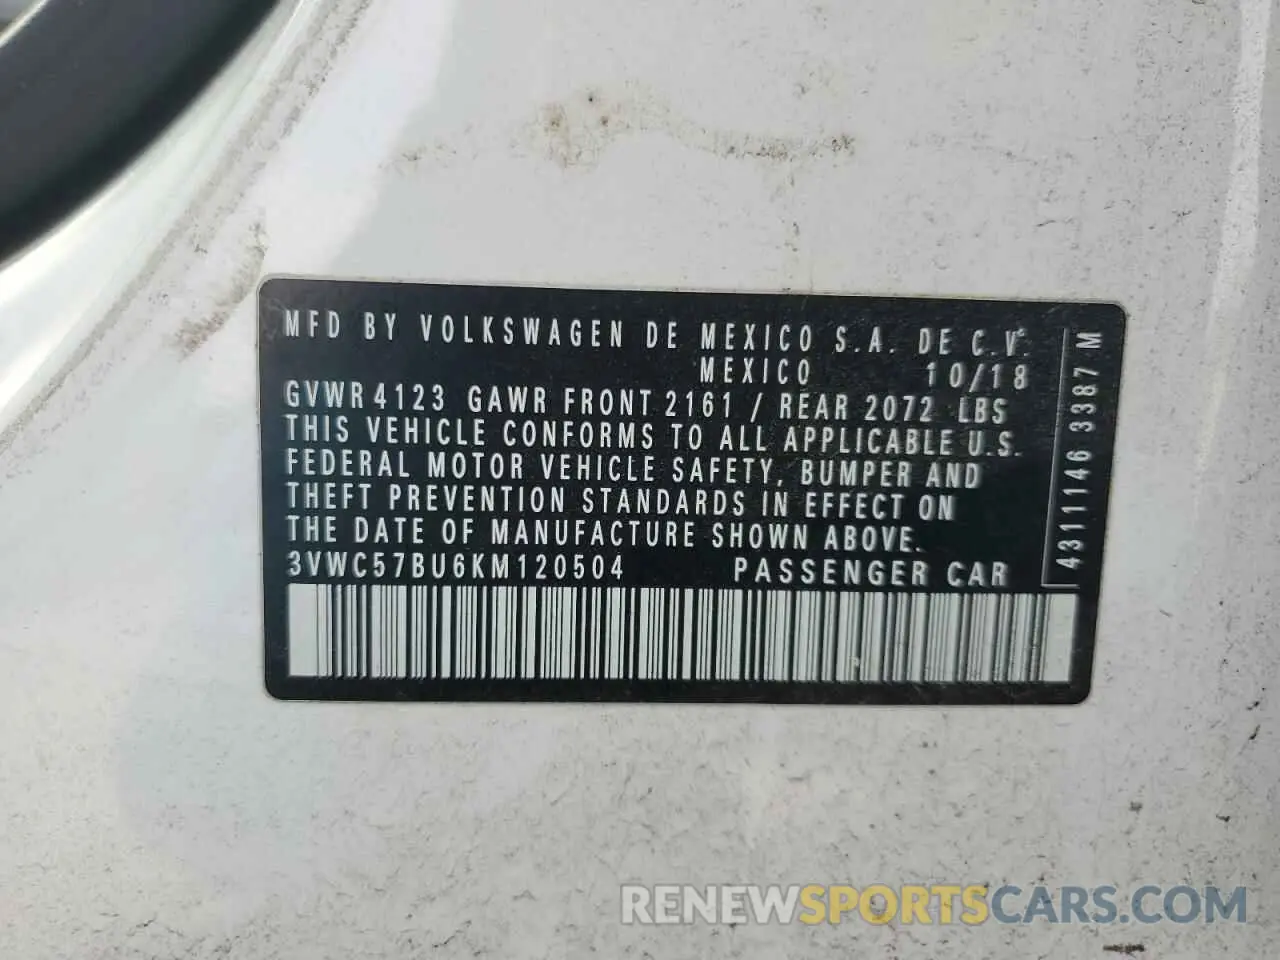 MFD BY VOLKSWAGEN DE MEXICO S.A. DE C.V.
MEXICO 10/18
GVWR 4123 GAWR FRONT 2161 / REAR 2072 LBS
THIS VEHICLE CONFORMS TO ALL APPLICABLE U.S.
FEDERAL MOTOR VEHICLE SAFETY, BUMPER AND
THEFT PREVENTION STANDARDS IN EFFECT ON
THE DATE OF MANUFACTURE SHOWN ABOVE.
3VWC57BU6KM120504 PASSENGER CAR
4311146 3387 M
RENEWSPORTSCARS.COM